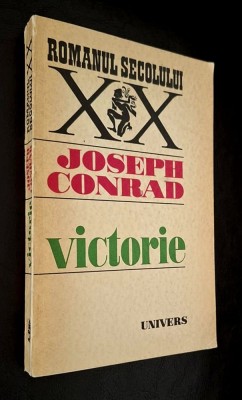 ROMANUL SECOLULUI
XX
JOSEPH
CONRAD
victorie
UNIVERS